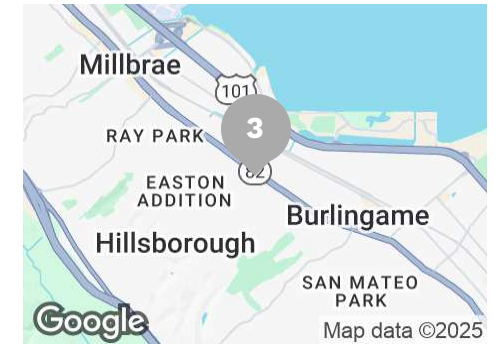 Millbrae
101
3
RAY PARK
82
EASTON
ADDITION
Burlingame
Hillsborough
SAN MATEO
PARK
Google
Map data ©2025